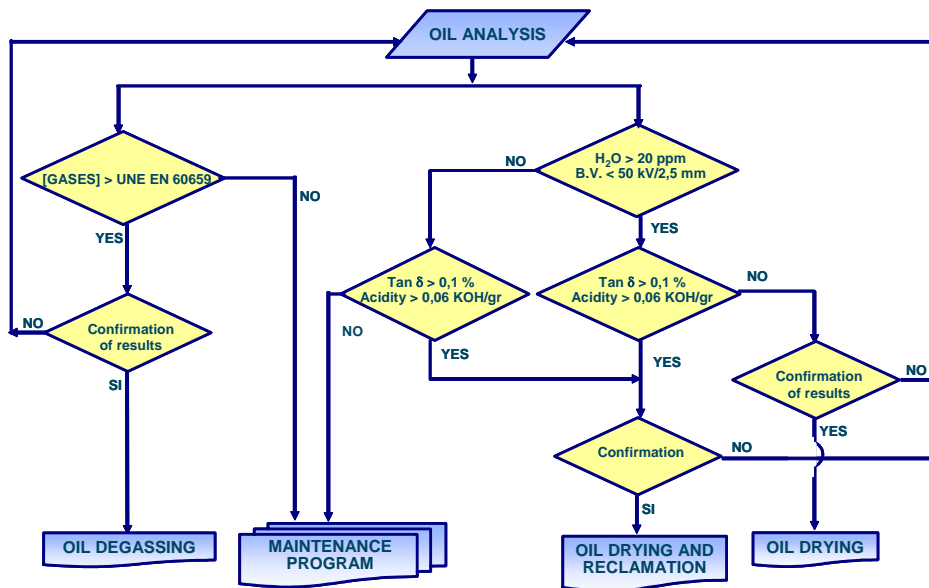 OIL ANALYSIS
[GASES] > UNE EN 60659
NO
YES
Confirmation
of results
NO
SI
OIL DEGASSING
MAINTENANCE
PROGRAM
H₂O > 20 ppm
B.V. < 50 kV/2,5 mm
NO
YES
Tan δ > 0,1 %
Acidity > 0,06 KOH/gr
NO
YES
Tan δ > 0,1 %
Acidity > 0,06 KOH/gr
NO
YES
Confirmation
of results
NO
YES
Confirmation
NO
SI
OIL DRYING AND
RECLAMATION
OIL DRYING